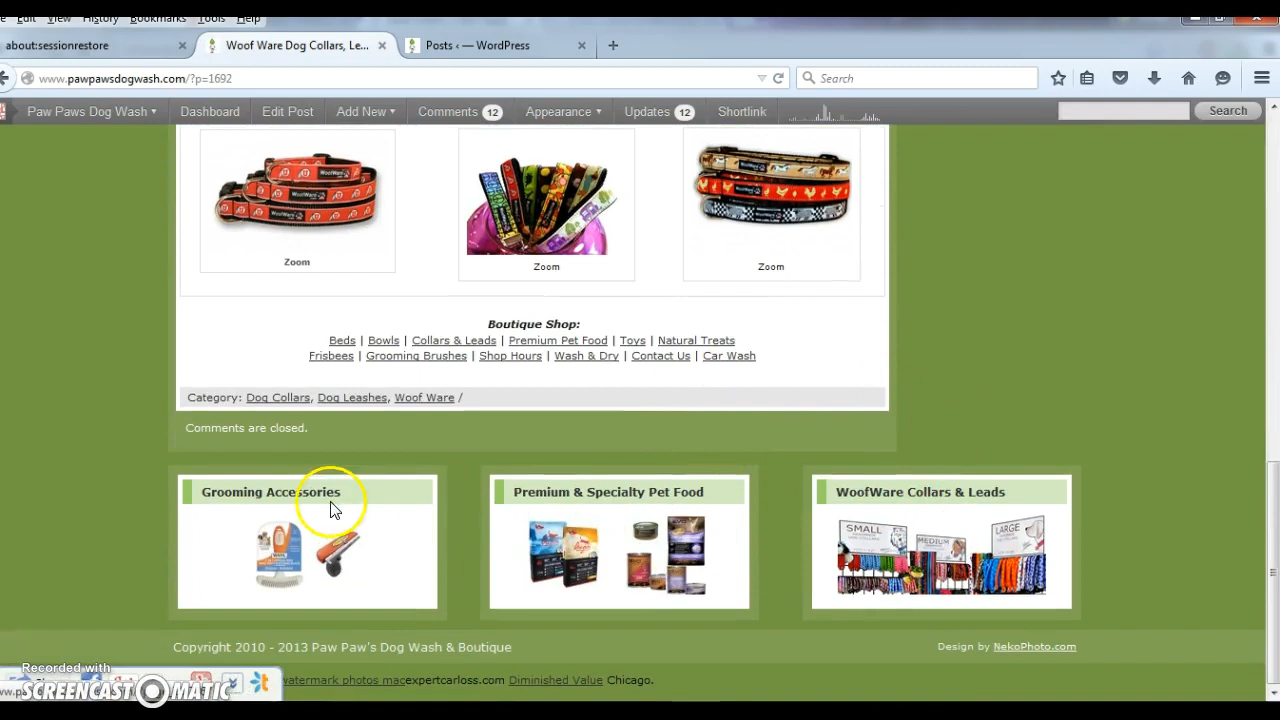 Edit View History Bookmarks Tools Help
about:sessionrestore
Woof Ware Dog Collars, Le...
Posts ‹ — WordPress
www.pawpawsdogwash.com/?p=1692
Search
Paw Paws Dog Wash
Dashboard
Edit Post
Add New
Comments 12
Appearance
Updates 12
Shortlink
Search
Zoom
Zoom
Zoom
Boutique Shop:
Beds | Bowls | Collars & Leads | Premium Pet Food | Toys | Natural Treats
Frisbees | Grooming Brushes | Shop Hours | Wash & Dry | Contact Us | Car Wash
Category: Dog Collars, Dog Leashes, Woof Ware /
Comments are closed.
Grooming Accessories
Premium & Specialty Pet Food
WoofWare Collars & Leads
SMALL
MEDIUM
LARGE
Copyright 2010 - 2013 Paw Paw's Dog Wash & Boutique
Design by NekoPhoto.com
Recorded with
SCREENCAST-O-MATIC
watermark photos macexpertcarloss.com Diminished Value Chicago.